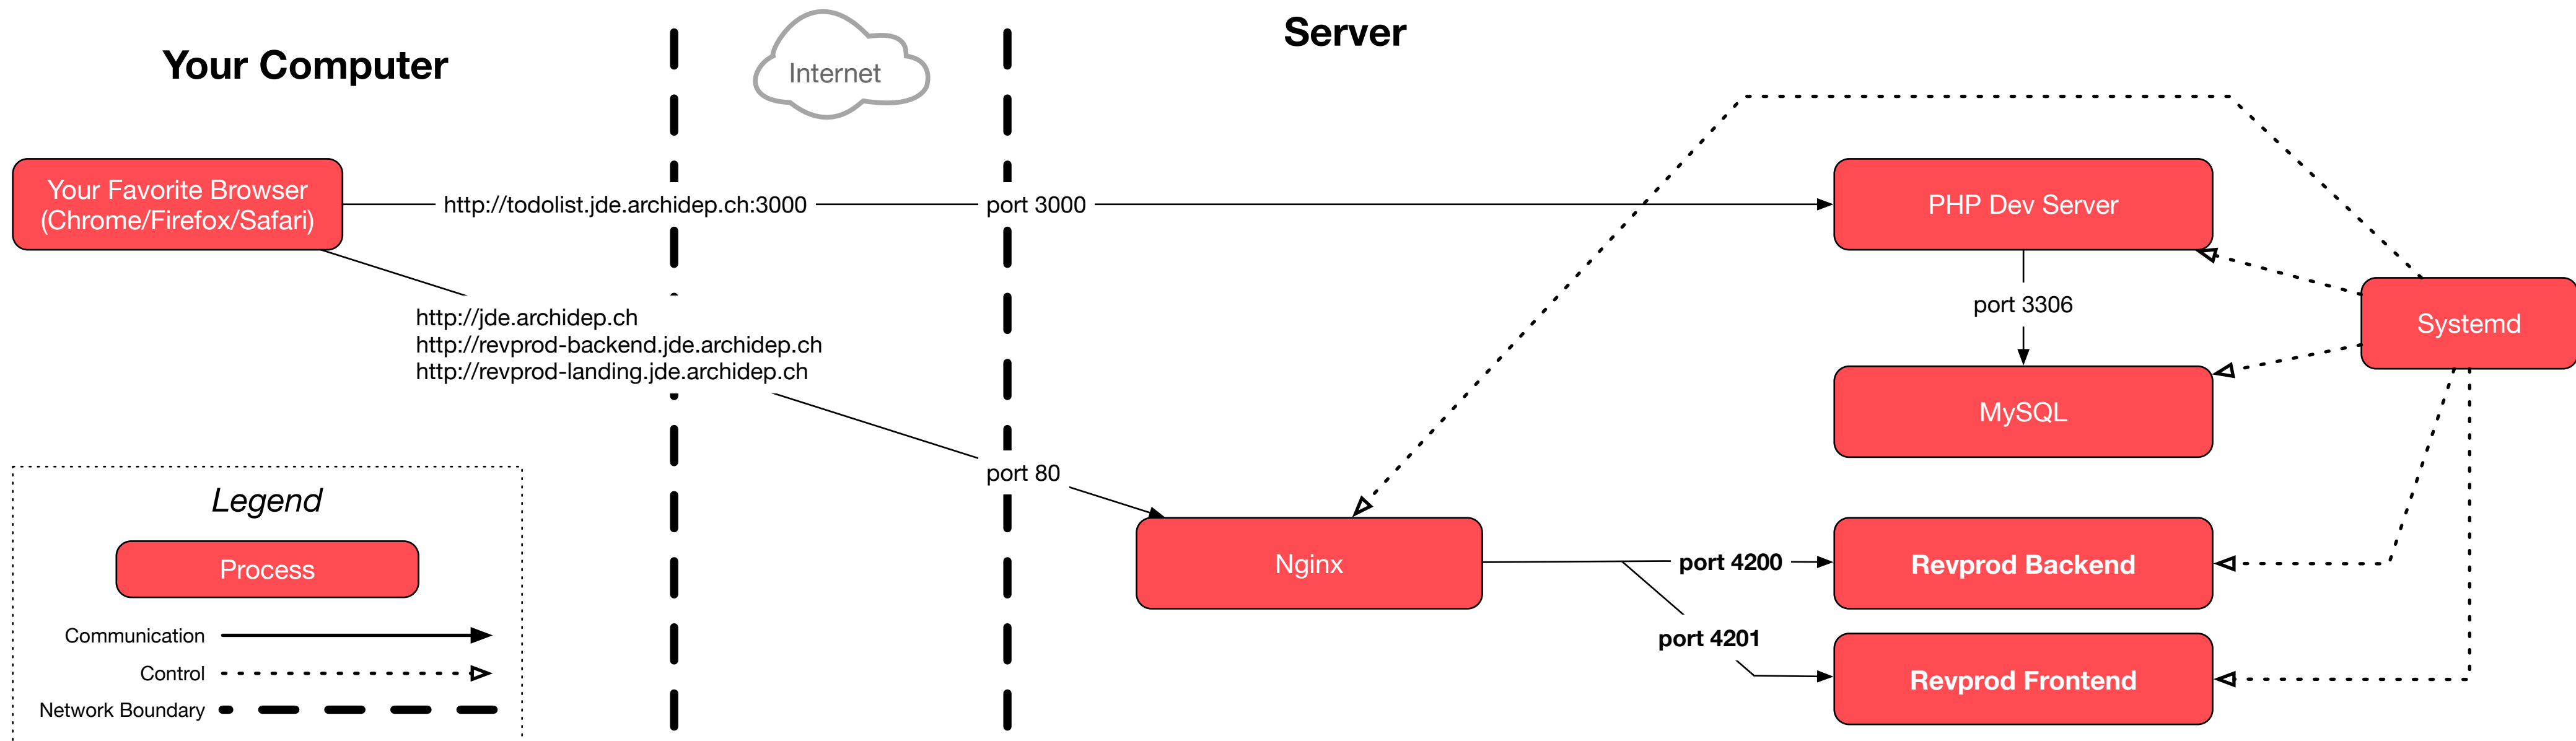 Your Computer
Internet
Server
Your Favorite Browser
(Chrome/Firefox/Safari)
http://todolist.jde.archidep.ch:3000
port 3000
PHP Dev Server
port 3306
Systemd
http://jde.archidep.ch
http://revprod-backend.jde.archidep.ch
http://revprod-landing.jde.archidep.ch
MySQL
port 80
Nginx
port 4200
Revprod Backend
port 4201
Revprod Frontend
Legend
Process
Communication
Control
Network Boundary